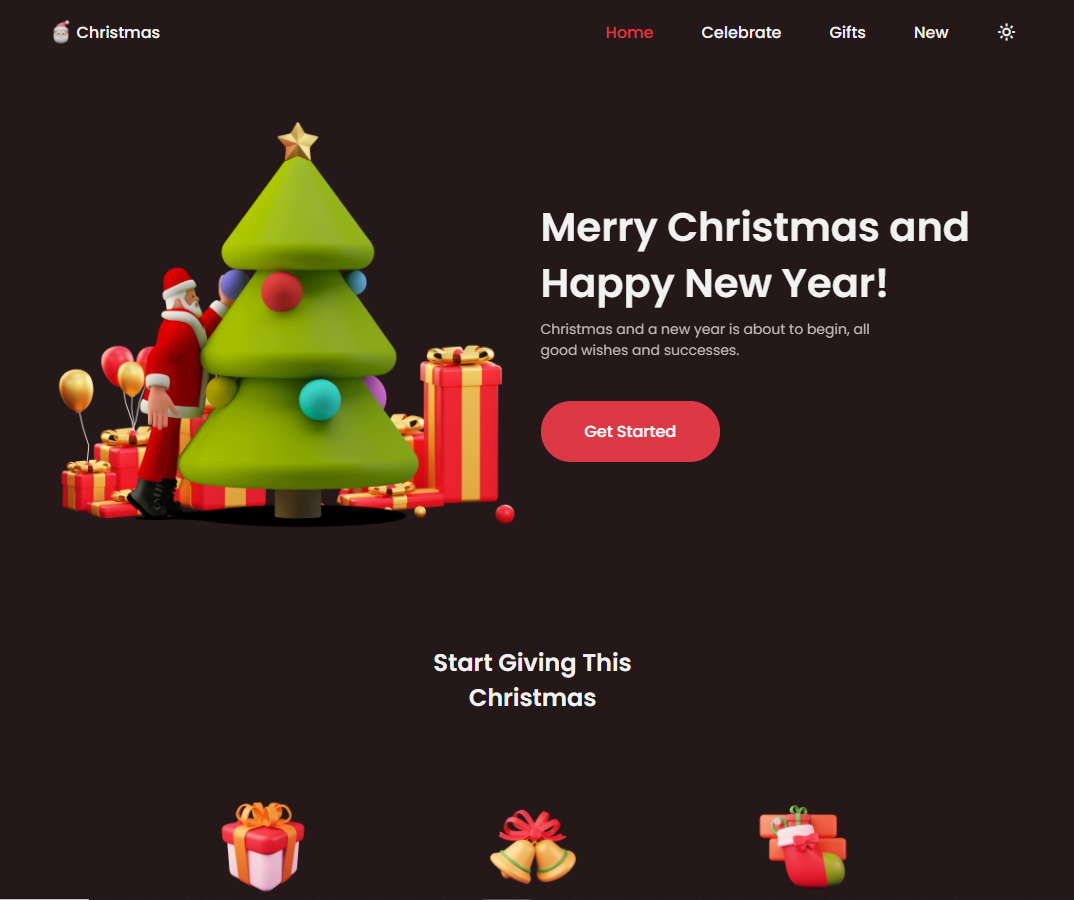 Christmas
Home
Celebrate
Gifts
New
Merry Christmas and
Happy New Year!
Christmas and a new year is about to begin, all
good wishes and successes.
Get Started
Start Giving This
Christmas